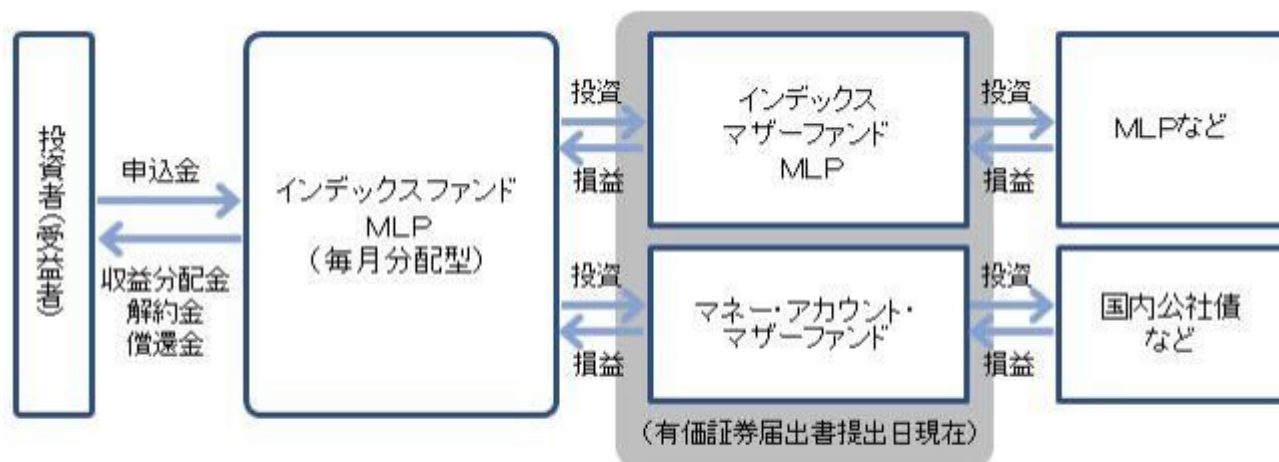 投資者(受益者)
申込金
収益分配金
解約金
償還金
インデックスファンド
MLP
(毎月分配型)
投資
損益
投資
損益
インデックス
マザーファンド
MLP
マネー・アカウント・
マザーファンド
(有価証券届出書提出日現在)
投資
損益
投資
損益
MLPなど
国内公社債
など